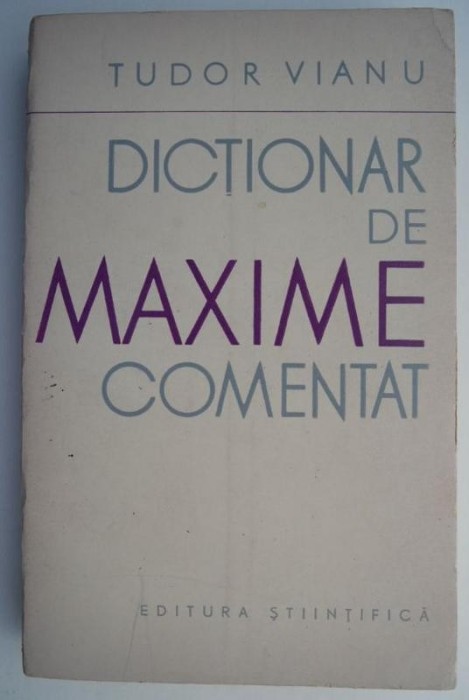 TUDOR VIANU
DICȚIONAR
DE
MAXIME
COMENTAT
EDITURA ȘTIINȚIFICĂ